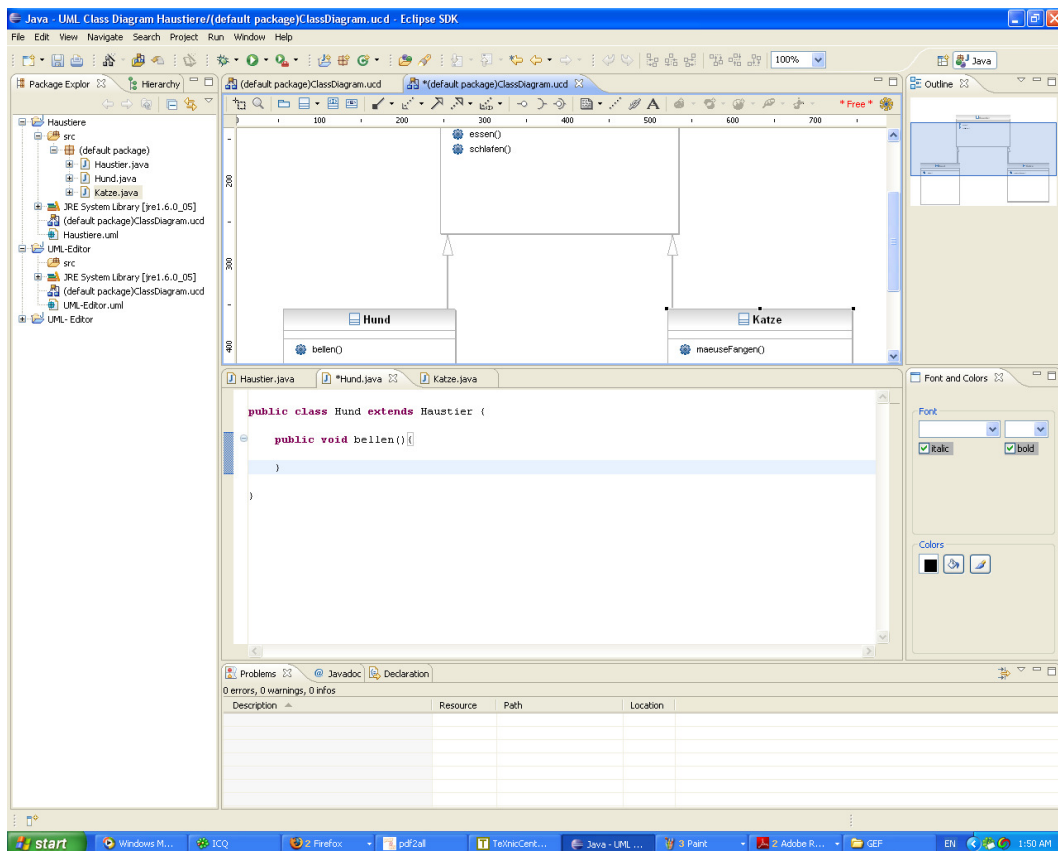 Java - UML Class Diagram Haustiere/(default package)ClassDiagram.ucd - Eclipse SDK
File Edit View Navigate Search Project Run Window Help
100%
Java
Package Explor
Hierarchy
Haustiere
src
(default package)
Haustier.java
Hund.java
Katze.java
JRE System Library [jre1.6.0_05]
(default package)ClassDiagram.ucd
Haustiere.uml
UML-Editor
src
JRE System Library [jre1.6.0_05]
(default package)ClassDiagram.ucd
UML-Editor.uml
UML- Editor
(default package)ClassDiagram.ucd
*(default package)ClassDiagram.ucd
* Free *
100 200 300 400 500 600 700
200
300
400
essen()
schlafen()
Hund
bellen()
Katze
maeuseFangen()
Outline
Haustier.java
*Hund.java
Katze.java
public class Hund extends Haustier {
public void bellen(){
}
}
Font and Colors
Font
italic
bold
Colors
Problems
@ Javadoc
Declaration
0 errors, 0 warnings, 0 infos
Description Resource Path Location
start
Windows M...
ICQ
2 Firefox
pdf2all
TeXnicCent...
Java - UML ...
3 Paint
2 Adobe R...
GEF
EN
1:50 AM